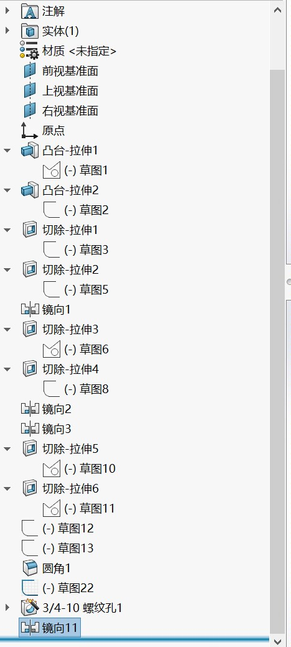 注解
实体(1)
材质 <未指定>
前视基准面
上视基准面
右视基准面
原点
凸台-拉伸1
(-) 草图1
凸台-拉伸2
(-) 草图2
切除-拉伸1
(-) 草图3
切除-拉伸2
(-) 草图5
镜向1
切除-拉伸3
(-) 草图6
切除-拉伸4
(-) 草图8
镜向2
镜向3
切除-拉伸5
(-) 草图10
切除-拉伸6
(-) 草图11
(-) 草图12
(-) 草图13
圆角1
(-) 草图22
3/4-10 螺纹孔1
镜向11